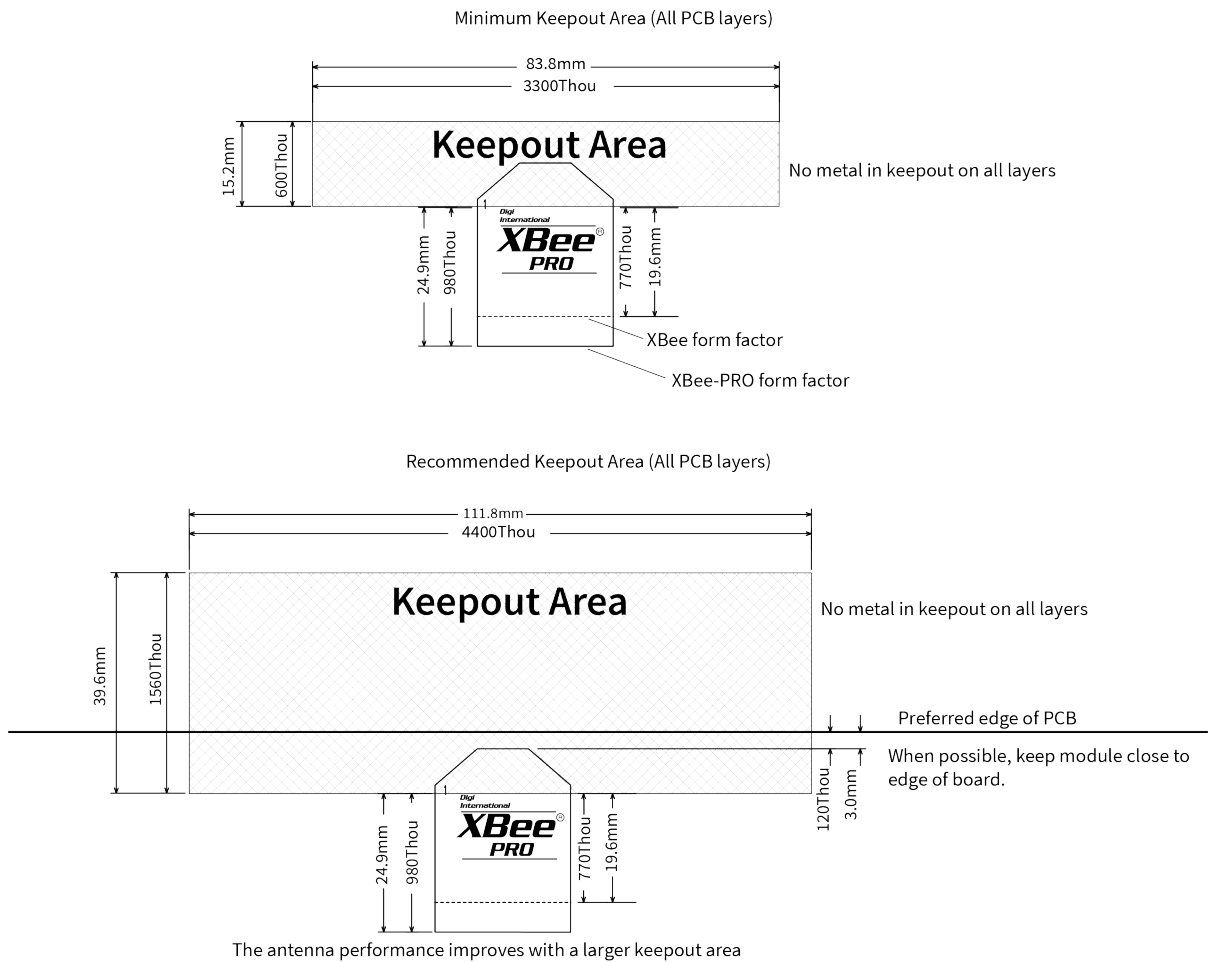 Minimum Keepout Area (All PCB layers)
83.8mm
3300Thou
Keepout Area
15.2mm
600Thou
No metal in keepout on all layers
1
Digi
International
XBee®
PRO
24.9mm
980Thou
770Thou
19.6mm
XBee form factor
XBee-PRO form factor
Recommended Keepout Area (All PCB layers)
111.8mm
4400Thou
Keepout Area
No metal in keepout on all layers
39.6mm
1560Thou
Preferred edge of PCB
When possible, keep module close to
edge of board.
120Thou
3.0mm
1
Digi
International
XBee®
PRO
24.9mm
980Thou
770Thou
19.6mm
The antenna performance improves with a larger keepout area